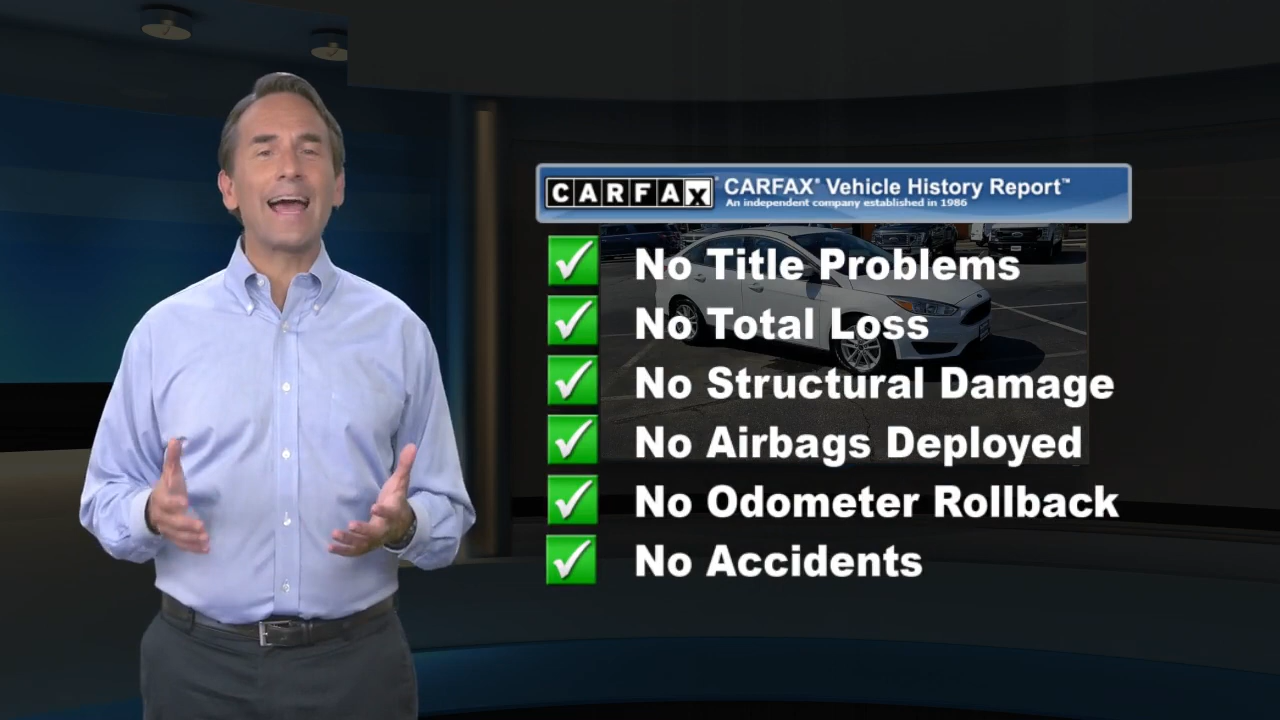 CARFAX® CARFAX® Vehicle History Report™
An independent company established in 1986
No Title Problems
No Total Loss
No Structural Damage
No Airbags Deployed
No Odometer Rollback
No Accidents